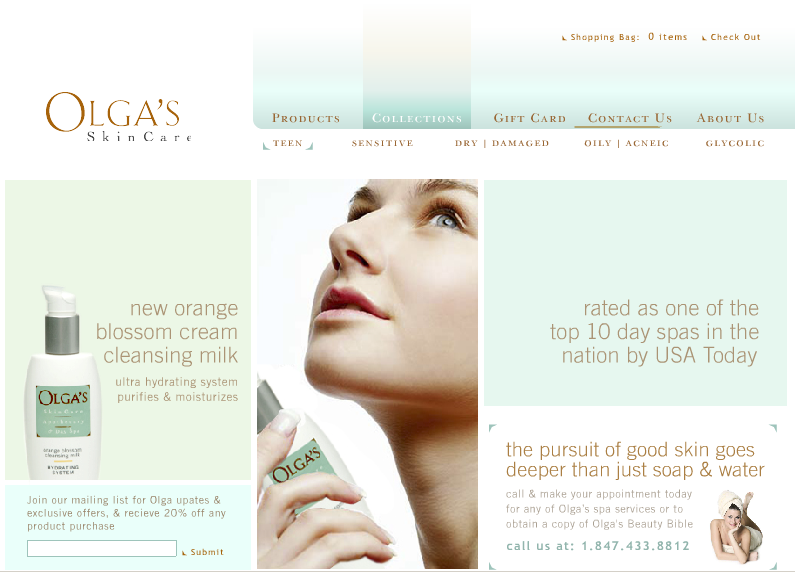 Shopping Bag: 0 items Check Out
OLGA'S
SkinCare
PRODUCTS COLLECTIONS GIFT CARD CONTACT US ABOUT US
TEEN SENSITIVE DRY | DAMAGED OILY | ACNEIC GLYCOLIC
new orange
blossom cream
cleansing milk
ultra hydrating system
purifies & moisturizes
OLGA'S
SkinCare
orange blossom
cleansing milk
HYDRATING
SYSTEM
Join our mailing list for Olga upates &
exclusive offers, & recieve 20% off any
product purchase
Submit
OLGA'S
rated as one of the
top 10 day spas in the
nation by USA Today
the pursuit of good skin goes
deeper than just soap & water
call & make your appointment today
for any of Olga's spa services or to
obtain a copy of Olga's Beauty Bible
call us at: 1.847.433.8812